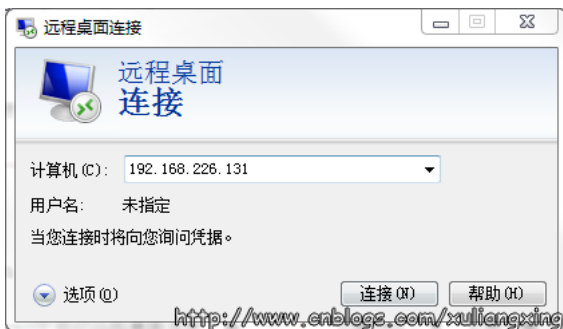 远程桌面连接
远程桌面
连接
计算机(C): 192.168.226.131
用户名: 未指定
当您连接时将向您询问凭据。
选项(O) 连接(N) 帮助(H)
http://www.cnblogs.com/xuliangxing